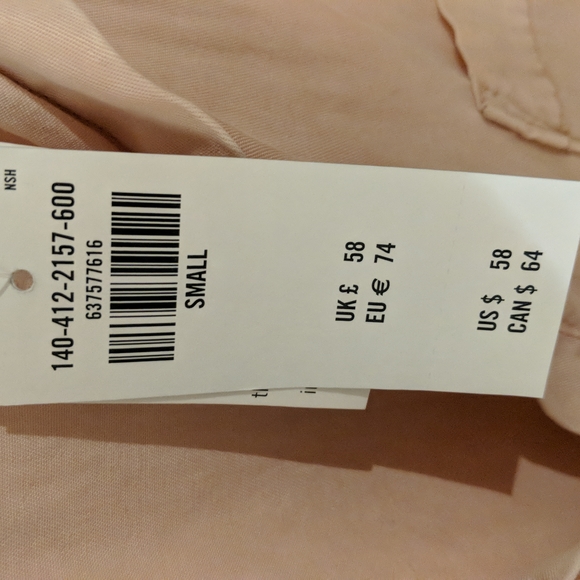 NSH
140-412-2157-600
637577616
SMALL
UK £ 58
EU € 74
US $ 58
CAN $ 64